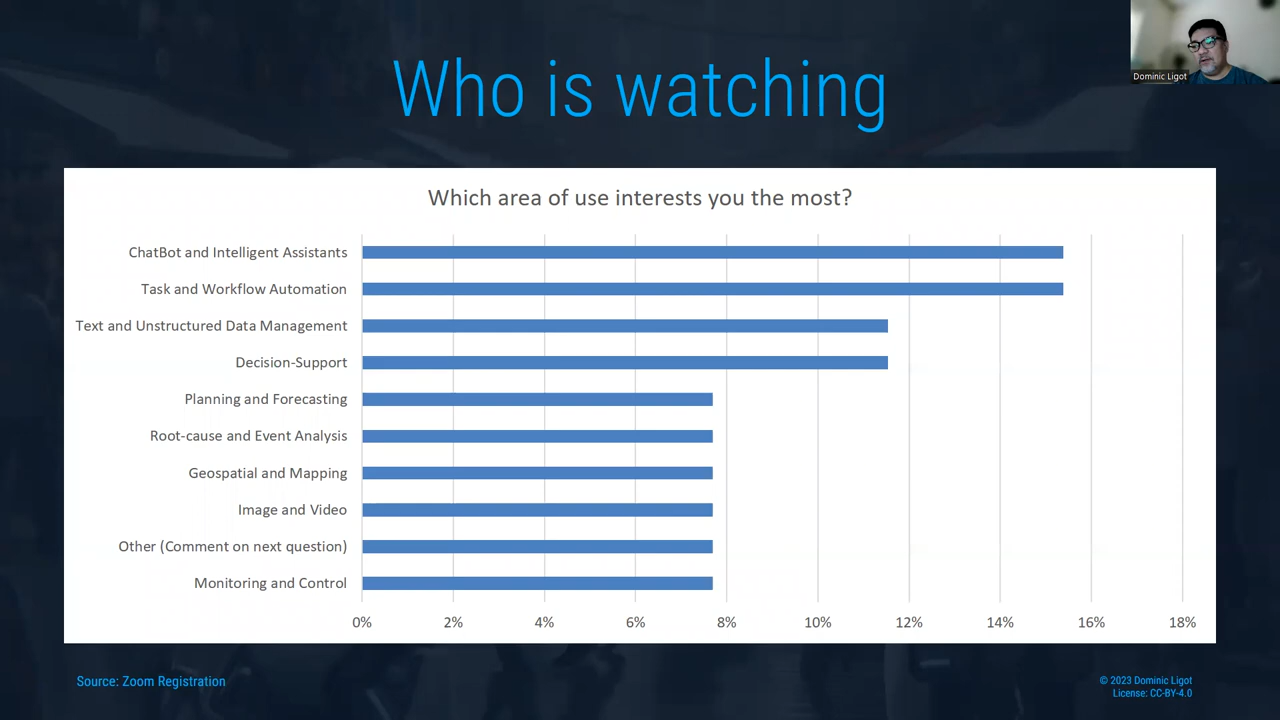 Dominic Ligot
Who is watching
Which area of use interests you the most?
ChatBot and Intelligent Assistants
Task and Workflow Automation
Text and Unstructured Data Management
Decision-Support
Planning and Forecasting
Root-cause and Event Analysis
Geospatial and Mapping
Image and Video
Other (Comment on next question)
Monitoring and Control
0% 2% 4% 6% 8% 10% 12% 14% 16% 18%
Source: Zoom Registration
© 2023 Dominic Ligot
License: CC-BY-4.0